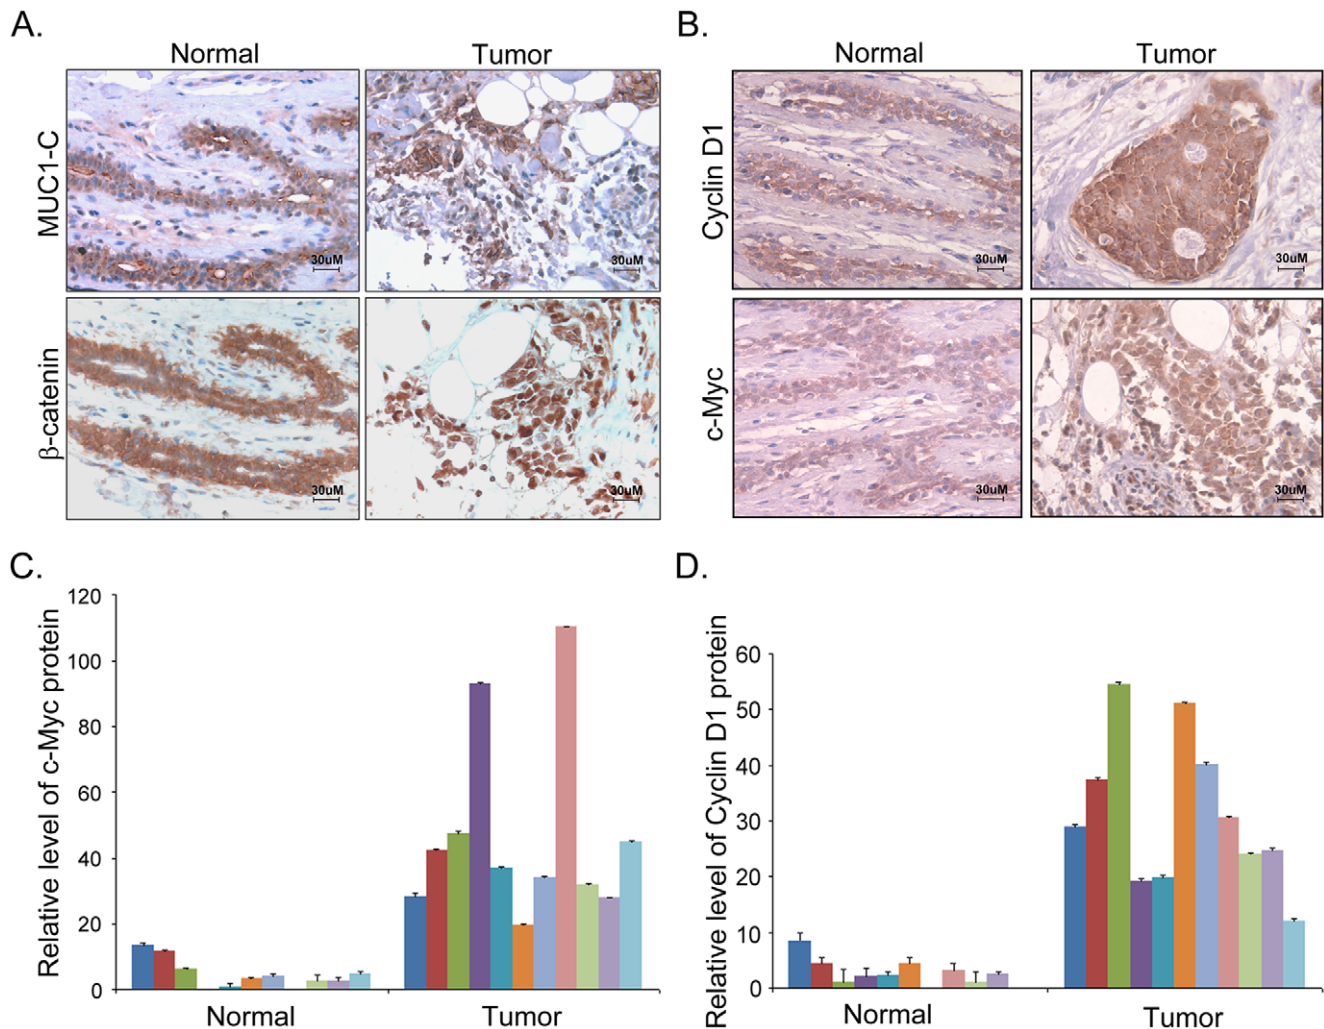 A.
Normal
Tumor
MUC1-C
30uM
30uM
β-catenin
30uM
30uM
B.
Normal
Tumor
Cyclin D1
30uM
30uM
c-Myc
30uM
30uM
C.
Relative level of c-Myc protein
120
100
80
60
40
20
0
Normal
Tumor
D.
Relative level of Cyclin D1 protein
60
50
40
30
20
10
0
Normal
Tumor